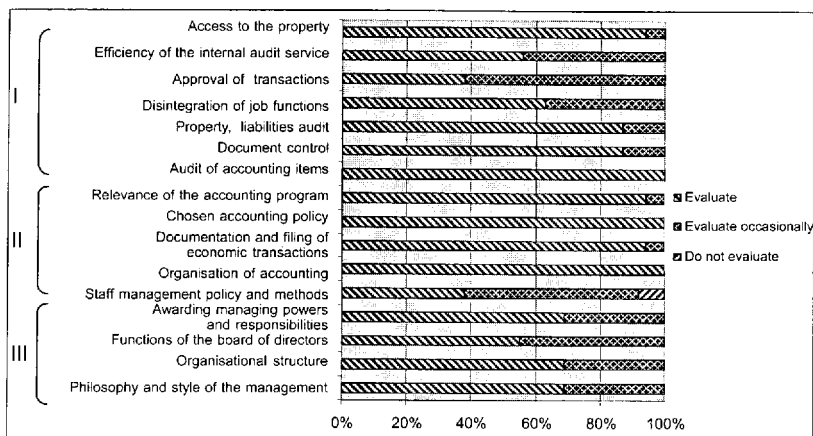 Access to the property
Efficiency of the internal audit service
Approval of transactions
Disintegration of job functions
Property, liabilities audit
Document control
Audit of accounting items
Relevance of the accounting program
Chosen accounting policy
Documentation and filing of
economic transactions
Organisation of accounting
Staff management policy and methods
Awarding managing powers
and responsibilities
Functions of the board of directors
Organisational structure
Philosophy and style of the management
I
II
III
Evaluate
Evaluate occasionally
Do not evaluate
0% 20% 40% 60% 80% 100%